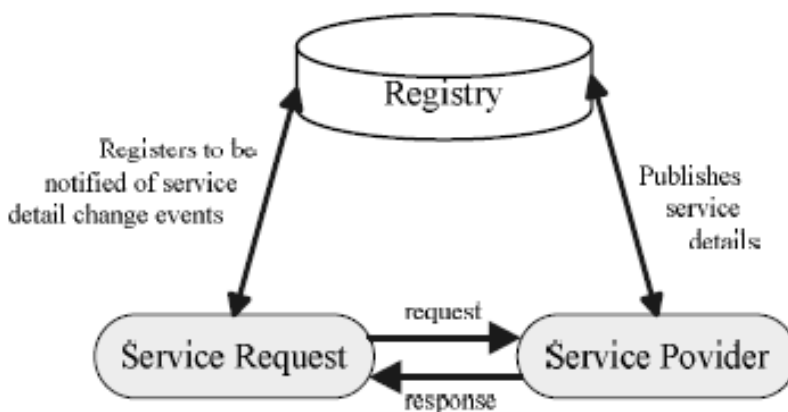 Registry
Registers to be
notified of service
detail change events
Publishes
service
details
request
Service Request
Service Povider
response